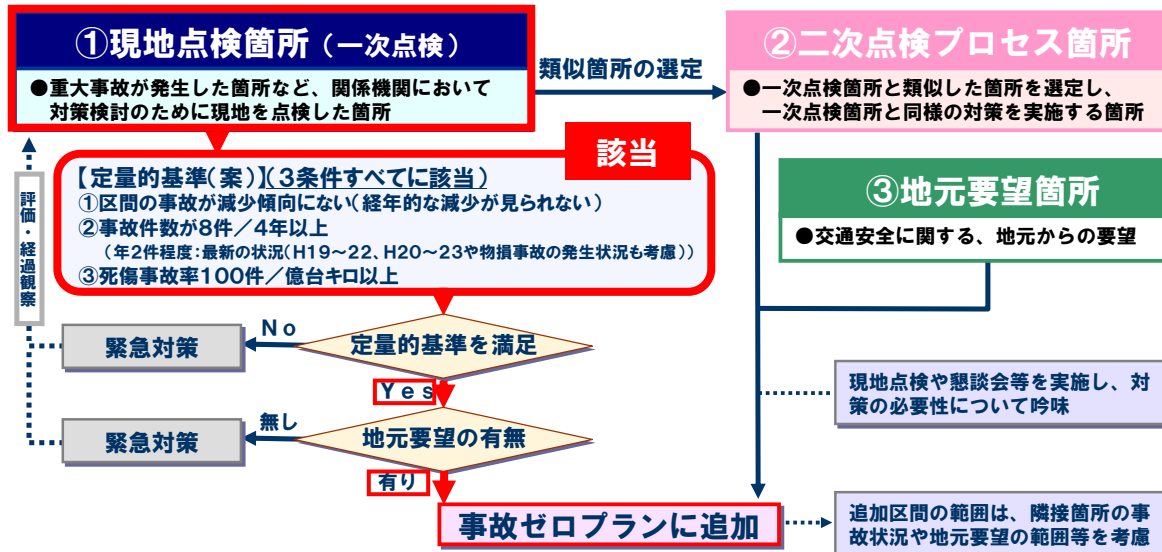 ①現地点検箇所（一次点検）
●重大事故が発生した箇所など、関係機関において
対策検討のために現地を点検した箇所
類似箇所の選定
②二次点検プロセス箇所
●一次点検箇所と類似した箇所を選定し、
一次点検箇所と同様の対策を実施する箇所
該当
【定量的基準（案）】（３条件すべてに該当）
①区間の事故が減少傾向にない（経年的な減少が見られない）
②事故件数が８件／４年以上
（年２件程度：最新の状況（H19～22、H20～23や物損事故の発生状況も考慮））
③死傷事故率１００件／億台キロ以上
③地元要望箇所
●交通安全に関する、地元からの要望
評価・経過観察
定量的基準を満足
No
緊急対策
Yes
現地点検や懇談会等を実施し、対
策の必要性について吟味
地元要望の有無
無し
緊急対策
有り
事故ゼロプランに追加
追加区間の範囲は、隣接箇所の事
故状況や地元要望の範囲等を考慮